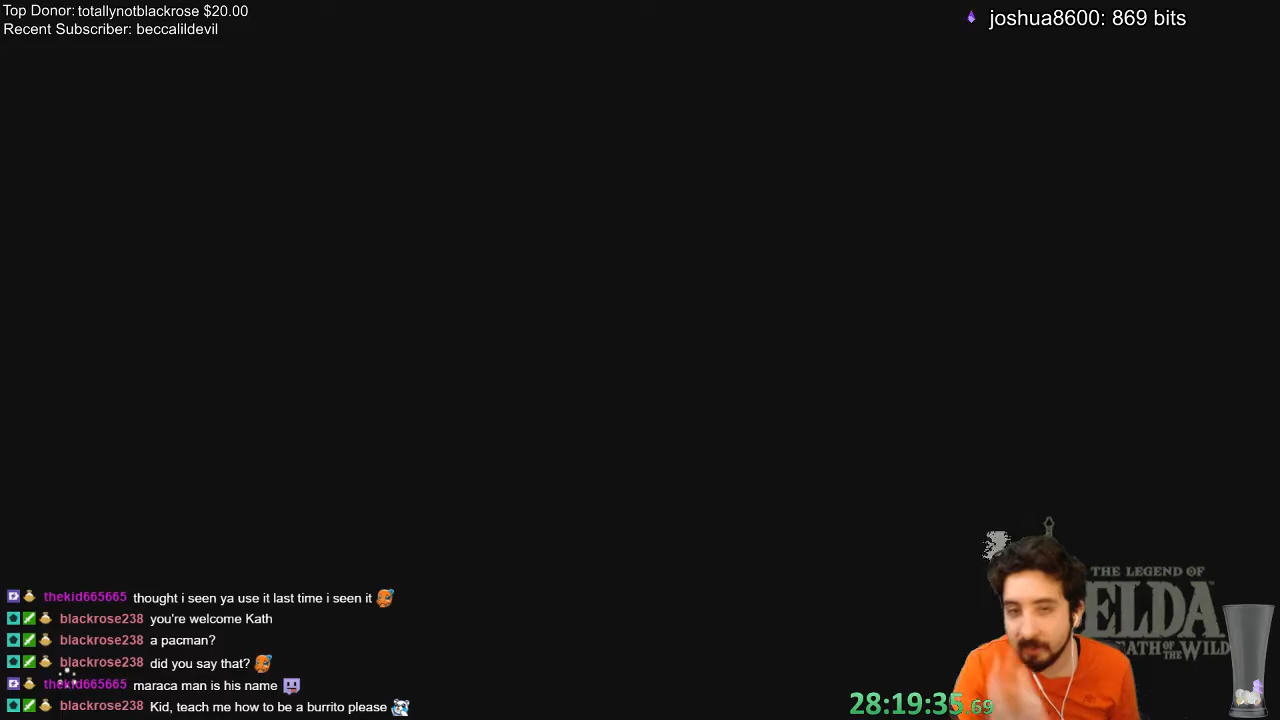 Top Donor: totallynotblackrose $20.00
Recent Subscriber: beccalildevil
joshua8600: 869 bits
thekid665665 thought i seen ya use it last time i seen it
blackrose238 you're welcome Kath
blackrose238 a pacman?
blackrose238 did you say that?
thekid665665 maraca man is his name
blackrose238 Kid, teach me how to be a burrito please
THE LEGEND OF
ELDA
EATH OF THE WILD
28:19:35.69